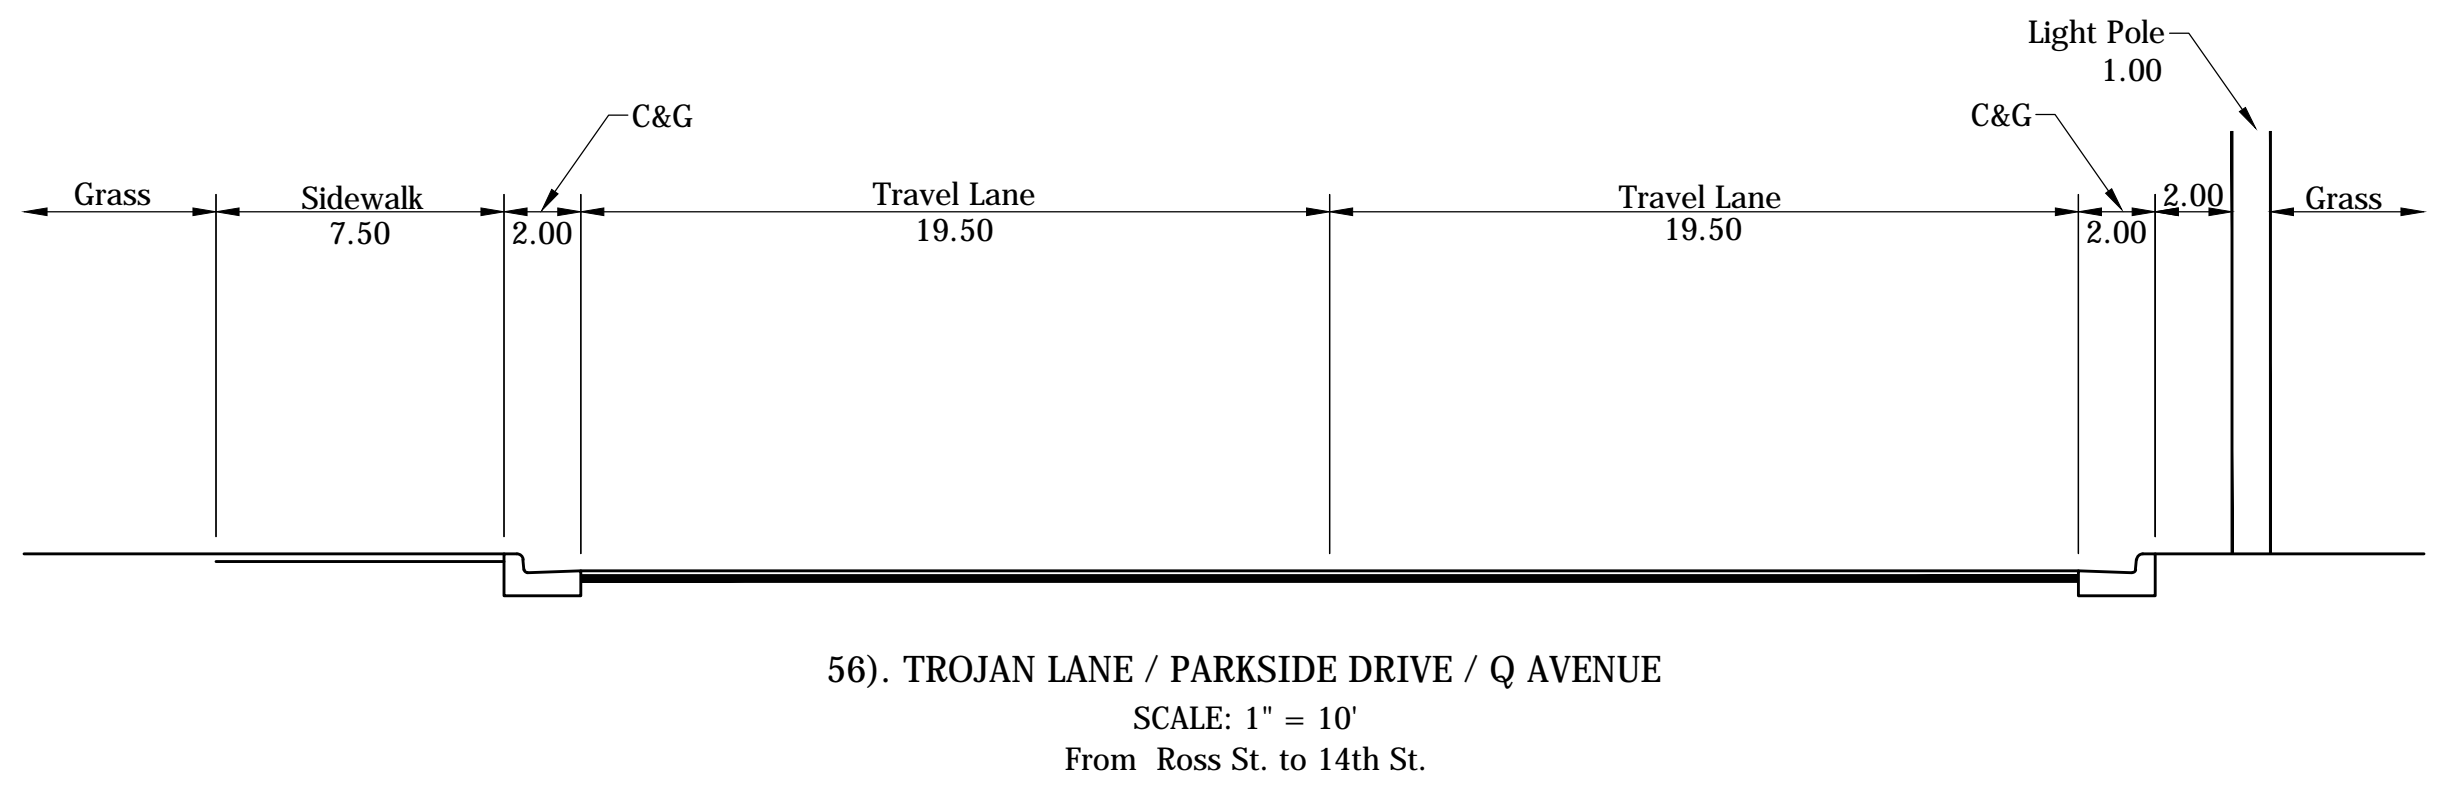 Light Pole
1.00
C&G
C&G
Grass
Sidewalk
7.50
2.00
Travel Lane
19.50
Travel Lane
19.50
2.00
2.00
Grass
56). TROJAN LANE / PARKSIDE DRIVE / Q AVENUE
SCALE: 1" = 10'
From Ross St. to 14th St.